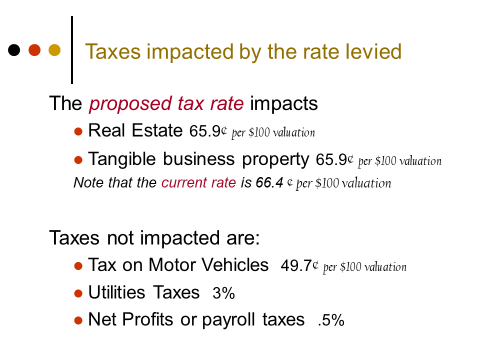 Taxes impacted by the rate levied
The proposed tax rate impacts
Real Estate 65.9¢ per $100 valuation
Tangible business property 65.9¢ per $100 valuation
Note that the current rate is 66.4 ¢ per $100 valuation
Taxes not impacted are:
Tax on Motor Vehicles 49.7¢ per $100 valuation
Utilities Taxes 3%
Net Profits or payroll taxes .5%